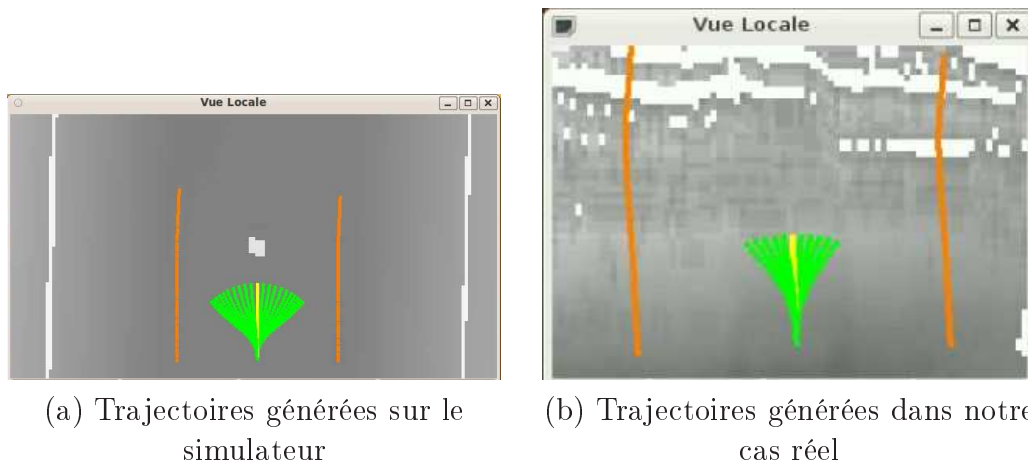 Vue Locale
Vue Locale
(a) Trajectoires générées sur le
simulateur
(b) Trajectoires générées dans notre
cas réel